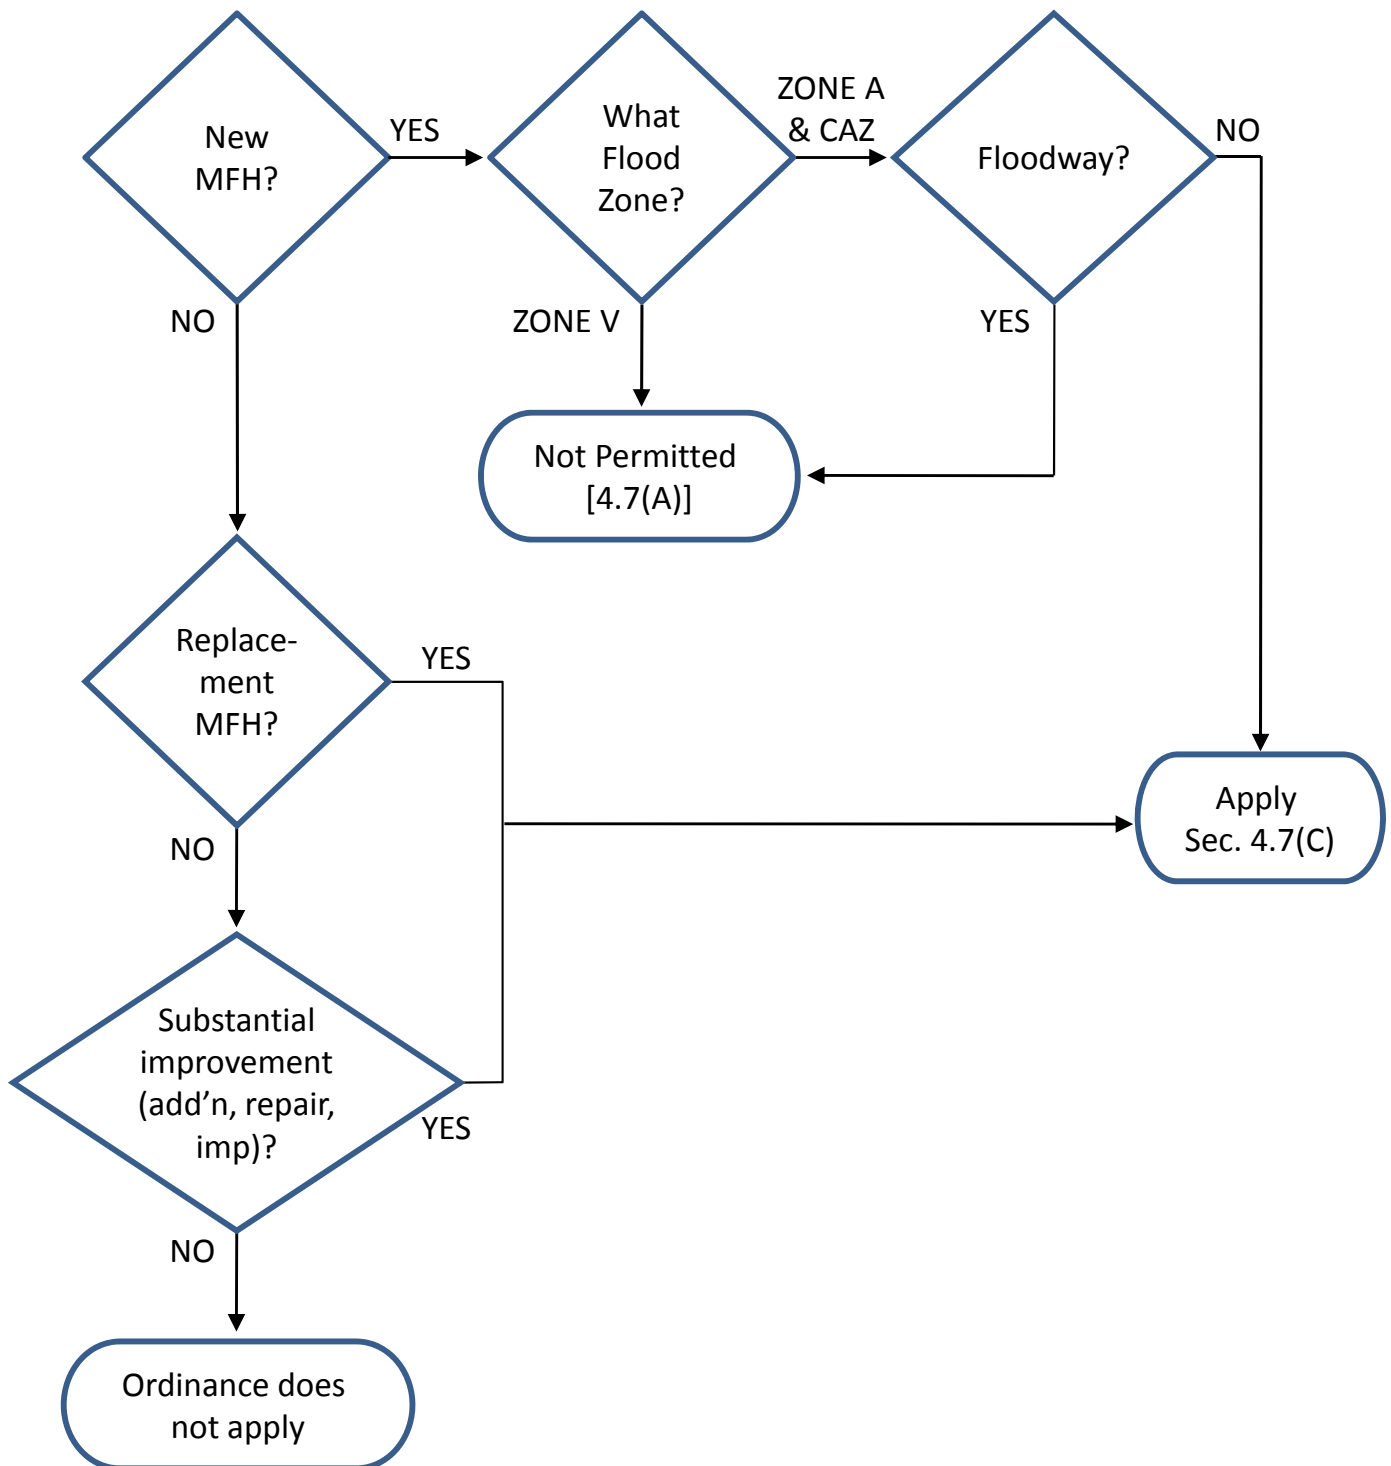 New
MFH?
YES
What
Flood
Zone?
ZONE A
& CAZ
Floodway?
NO
NO
ZONE V
YES
Not Permitted
[4.7(A)]
Replace-
ment
MFH?
YES
NO
Apply
Sec. 4.7(C)
Substantial
improvement
(add'n, repair,
imp)?
YES
NO
Ordinance does
not apply